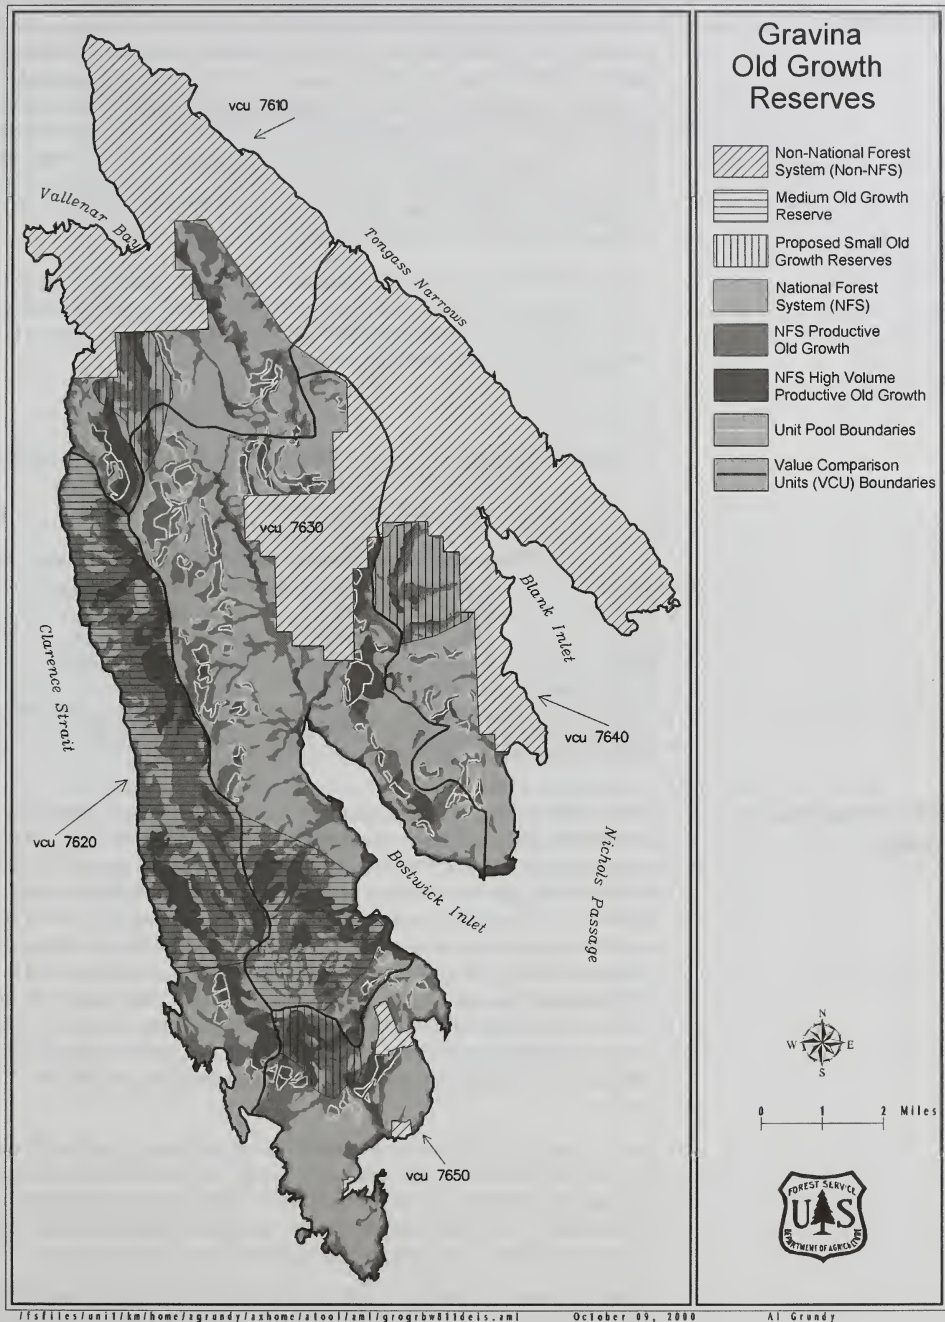 Gravina
Old Growth
Reserves
Non-National Forest
System (Non-NFS)
Medium Old Growth
Reserve
Proposed Small Old
Growth Reserves
National Forest
System (NFS)
NFS Productive
Old Growth
NFS High Volume
Productive Old Growth
Unit Pool Boundaries
Value Comparison
Units (VCU) Boundaries
vcu 7610
Vallenar Bay
Tongass Narrows
vcu 7630
Blank Inlet
Clarence Strait
vcu 7640
vcu 7620
Bostwick Inlet
Nichols Passage
vcu 7650
N
W E
S
0 1 2 Miles
FOREST SERVICE
US
DEPARTMENT OF AGRICULTURE
October 09, 2000
Al Grundy